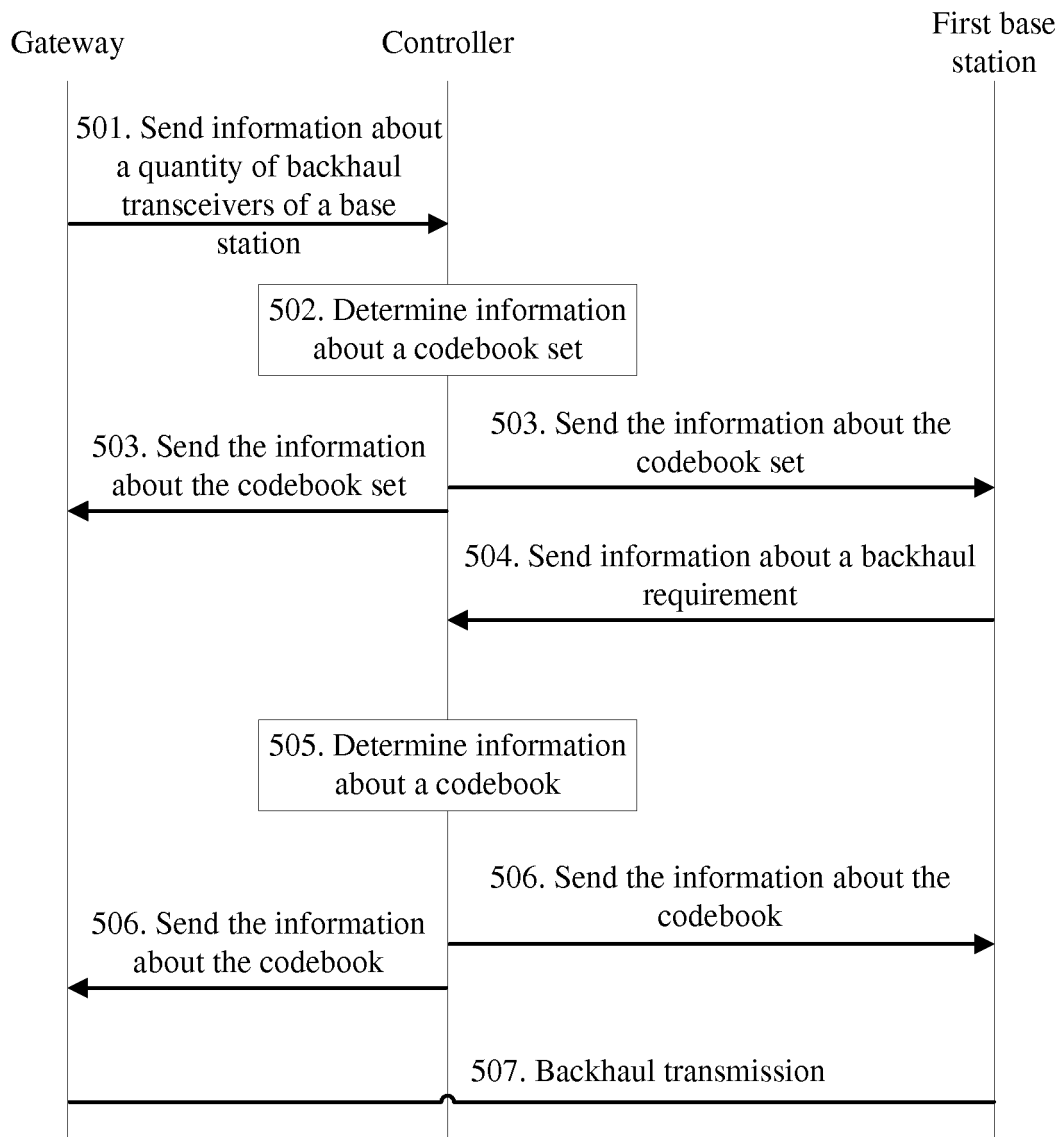 Gateway
Controller
First base
station
501. Send information about
a quantity of backhaul
transceivers of a base
station
502. Determine information
about a codebook set
503. Send the information about the
codebook set
503. Send the information
about the codebook set
504. Send information about a backhaul
requirement
505. Determine information
about a codebook
506. Send the information about the
codebook
506. Send the information
about the codebook
507. Backhaul transmission